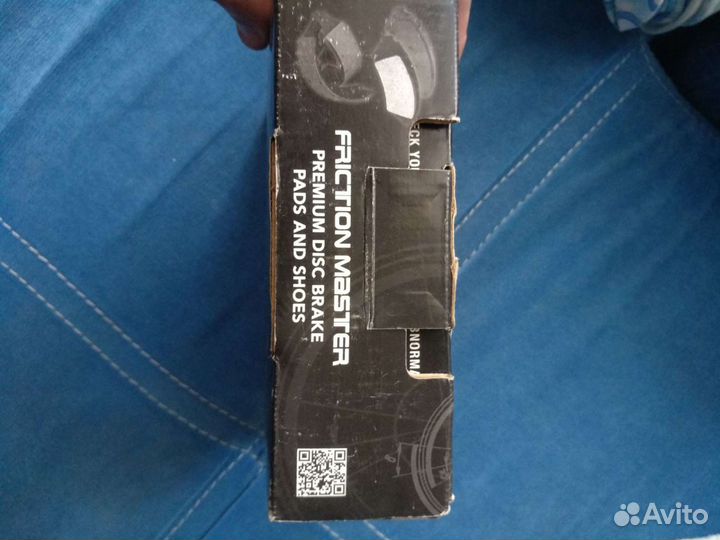 FRICTION MASTER
PREMIUM DISC BRAKE
PADS AND SHOES
Avito